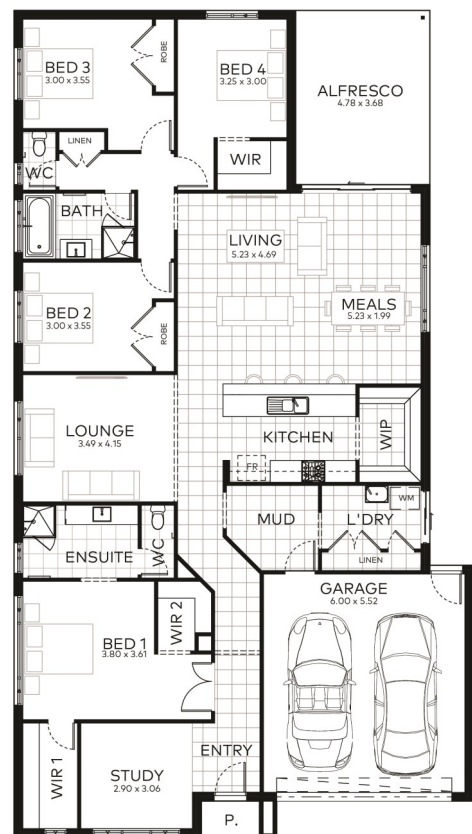 BED 3
3.00 x 3.55
ROBE
BED 4
3.25 x 3.00
ALFRESCO
4.78 x 3.68
LINEN
WC
WIR
BATH
LIVING
5.23 x 4.69
MEALS
5.23 x 1.99
BED 2
3.00 x 3.55
ROBE
LOUNGE
3.49 x 4.15
KITCHEN
WIP
FR
MUD
L'DRY
WM
LINEN
ENSUITE
WC
GARAGE
6.00 x 5.52
BED 1
3.80 x 3.61
WIR 2
WIR 1
STUDY
2.90 x 3.06
ENTRY
P.